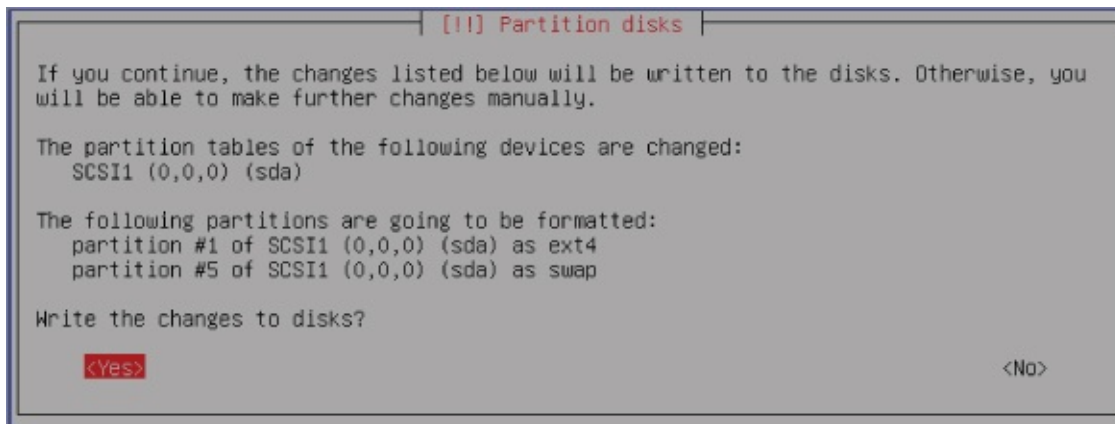 [!!] Partition disks
If you continue, the changes listed below will be written to the disks. Otherwise, you
will be able to make further changes manually.
The partition tables of the following devices are changed:
SCSI1 (0,0,0) (sda)
The following partitions are going to be formatted:
partition #1 of SCSI1 (0,0,0) (sda) as ext4
partition #5 of SCSI1 (0,0,0) (sda) as swap
Write the changes to disks?
<Yes> <No>